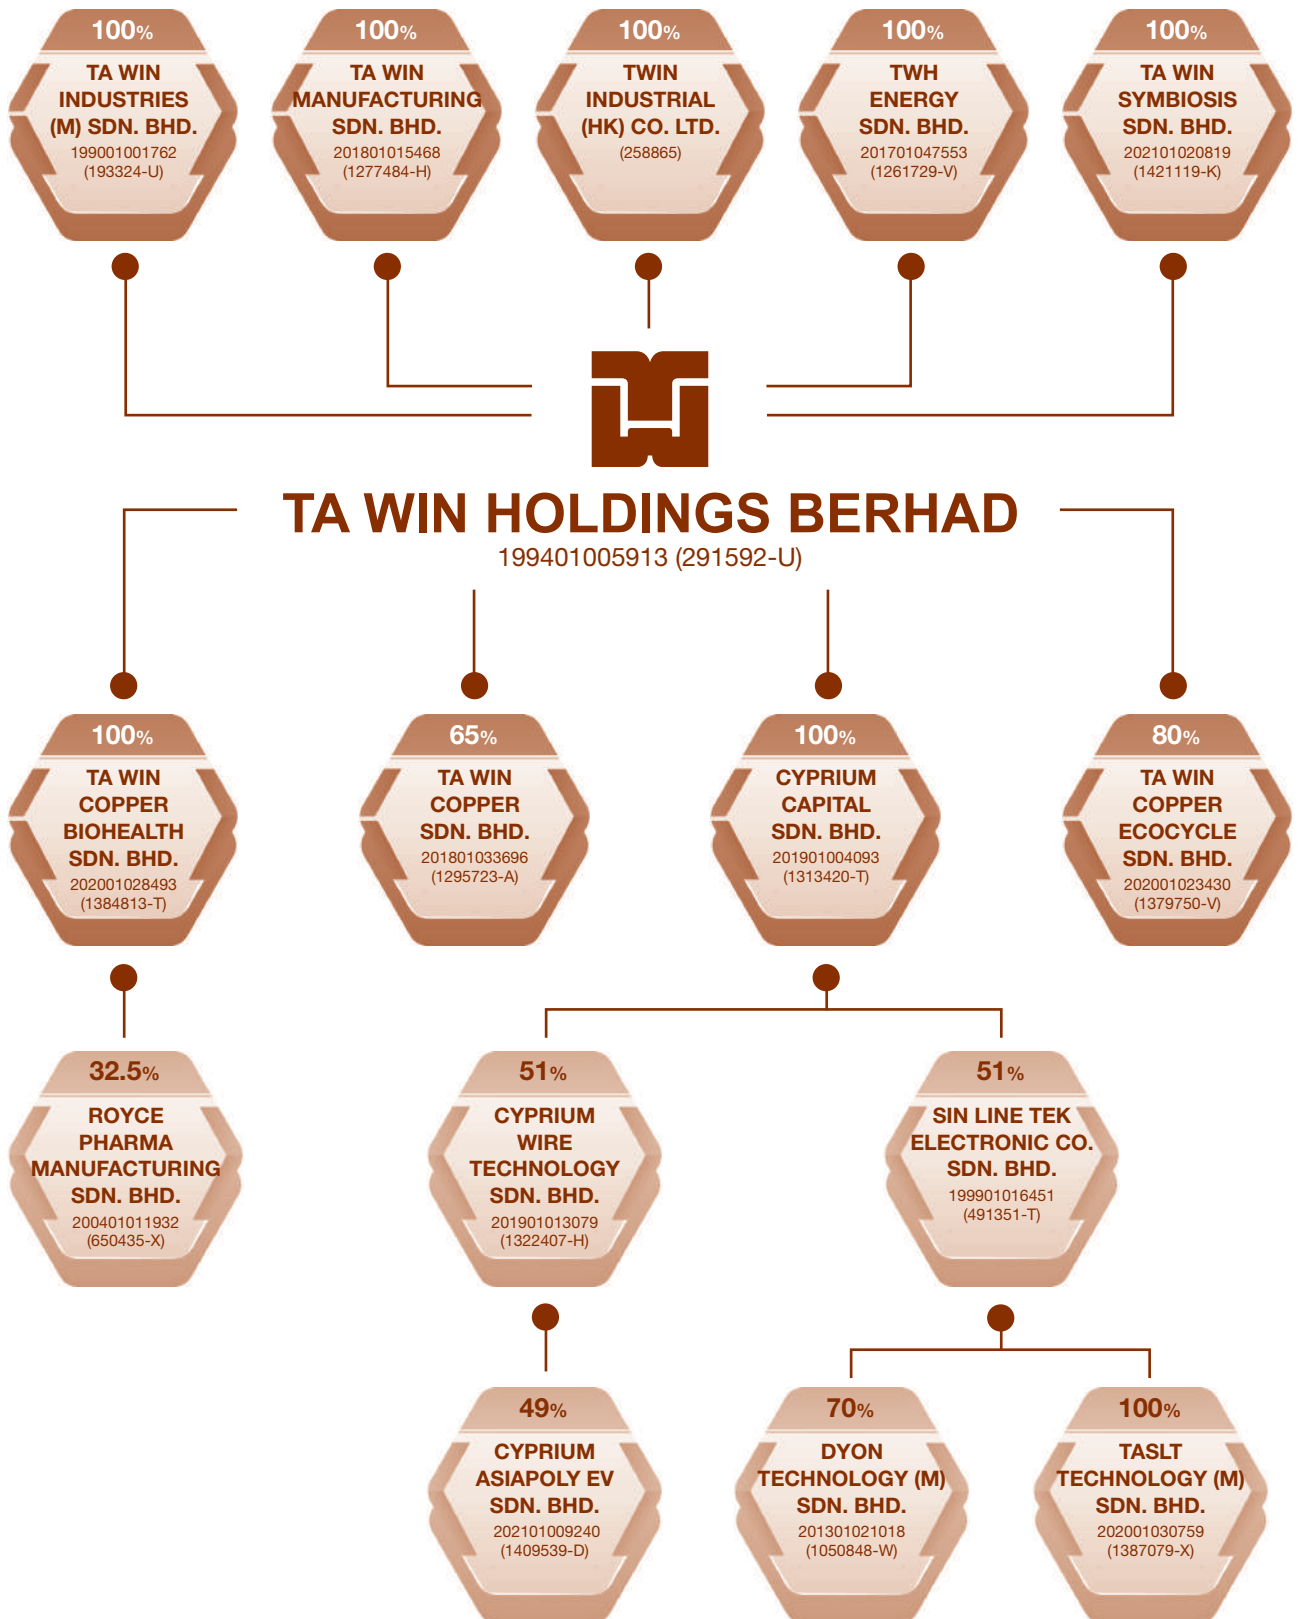 100%
TA WIN
INDUSTRIES
(M) SDN. BHD.
199001001762
(193324-U)
100%
TA WIN
MANUFACTURING
SDN. BHD.
201801015468
(1277484-H)
100%
TWIN
INDUSTRIAL
(HK) CO. LTD.
(258865)
100%
TWH
ENERGY
SDN. BHD.
201701047553
(1261729-V)
100%
TA WIN
SYMBIOSIS
SDN. BHD.
202101020819
(1421119-K)
TA WIN HOLDINGS BERHAD
199401005913 (291592-U)
100%
TA WIN
COPPER
BIOHEALTH
SDN. BHD.
202001028493
(1384813-T)
65%
TA WIN
COPPER
SDN. BHD.
201801033696
(1295723-A)
100%
CYPRIUM
CAPITAL
SDN. BHD.
201901004093
(1313420-T)
80%
TA WIN
COPPER
ECOCYCLE
SDN. BHD.
202001023430
(1379750-V)
32.5%
ROYCE
PHARMA
MANUFACTURING
SDN. BHD.
200401011932
(650435-X)
51%
CYPRIUM
WIRE
TECHNOLOGY
SDN. BHD.
201901013079
(1322407-H)
51%
SIN LINE TEK
ELECTRONIC CO.
SDN. BHD.
199901016451
(491351-T)
49%
CYPRIUM
ASIAPOLY EV
SDN. BHD.
202101009240
(1409539-D)
70%
DYON
TECHNOLOGY (M)
SDN. BHD.
201301021018
(1050848-W)
100%
TASLT
TECHNOLOGY (M)
SDN. BHD.
202001030759
(1387079-X)